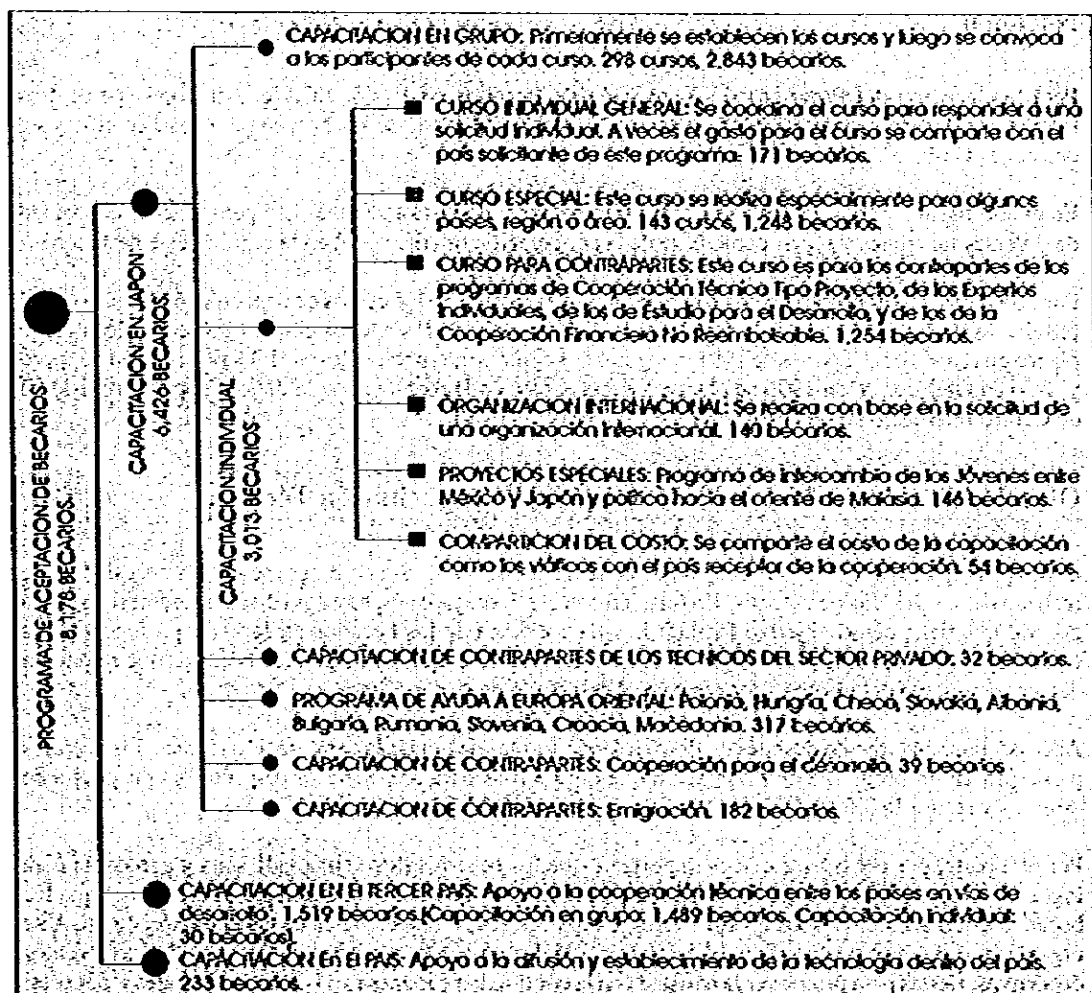 CAPACITACION EN GRUPO: Primeramente se establecen los cursos y luego se convoca
a los participantes de cada curso. 298 cursos, 2,843 becarios.
CURSO INDIVIDUAL GENERAL: Se coordina el curso para responder a una
solicitud individual. A veces el gasto para el curso se comparte con el
país solicitante de este programa. 171 becarios.
CURSO ESPECIAL: Este curso se realiza especialmente para algunos
países, región o área. 143 cursos, 1,248 becarios.
CURSO PARA CONTRAPARTES: Este curso es para los contrapartes de los
programas de Cooperación Técnica Tipo Proyecto, de los Expertos
Individuales, de los de Estudio para el Desarrollo, y de los de la
Cooperación Financiera No Reembolsable. 1,254 becarios.
ORGANIZACION INTERNACIONAL: Se realiza con base en la solicitud de
una organización internacional. 140 becarios.
PROYECTOS ESPECIALES: Programa de intercambio de los Jóvenes entre
México y Japón y política hacia el oriente de Malasia. 146 becarios.
COMPARTICION DEL COSTO: Se comparte el costo de la capacitación
como los viáticos con el país receptor de la cooperación. 54 becarios.
CAPACITACION DE CONTRAPARTES DE LOS TECNICOS DEL SECTOR PRIVADO: 32 becarios.
PROGRAMA DE AYUDA A EUROPA ORIENTAL: Polonia, Hungría, Checa, Slovakia, Albania,
Bulgaria, Rumania, Slovenia, Croacia, Macedonia. 317 becarios.
CAPACITACION DE CONTRAPARTES: Cooperación para el desarrollo. 39 becarios
CAPACITACION DE CONTRAPARTES: Emigración. 182 becarios.
CAPACITACION EN El TERCER PAIS: Apoyo a la cooperación técnica entre los países en vías de
desarrollo. 1,519 becarios.(Capacitación en grupo: 1,489 becarios. Capacitación Individual:
30 becarios).
CAPACITACION En El PAIS: Apoyo a la difusión y establecimiento de la tecnología dentro del país.
233 becarios.
PROGRAMA DE ACEPTACION DE BECARIOS
8,178 BECARIOS.
CAPACITACION EN JAPON
6,426 BECARIOS.
CAPACITACION INDIVIDUAL
3,013 BECARIOS